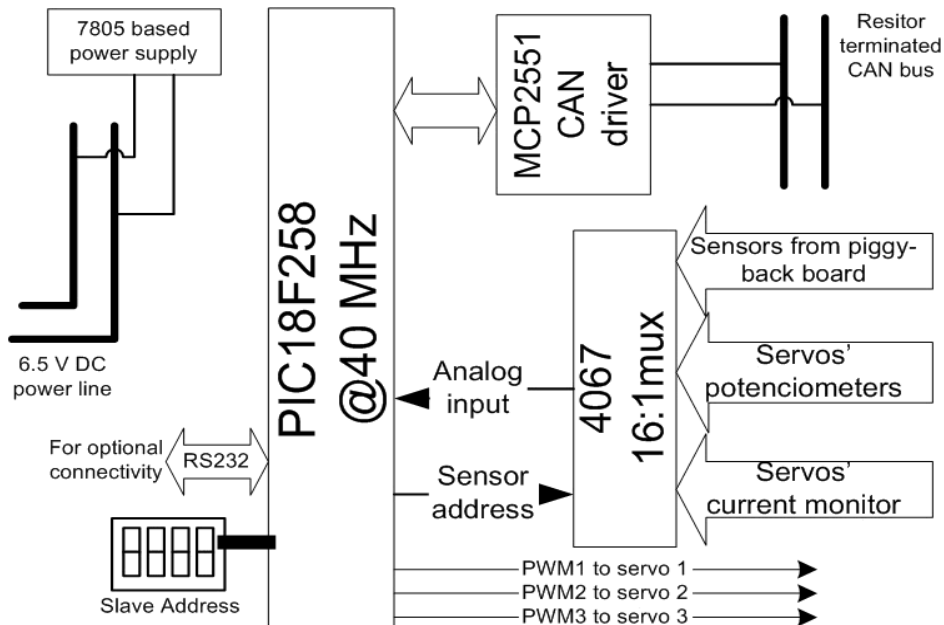 7805 based
power supply
6.5 V DC
power line
For optional
connectivity
RS232
Slave Address
PIC18F258
@40 MHz
MCP2551
CAN
driver
Resitor
terminated
CAN bus
Analog
input
Sensor
address
4067
16:1mux
Sensors from piggy-
back board
Servos'
potenciometers
Servos'
current monitor
PWM1 to servo 1
PWM2 to servo 2
PWM3 to servo 3